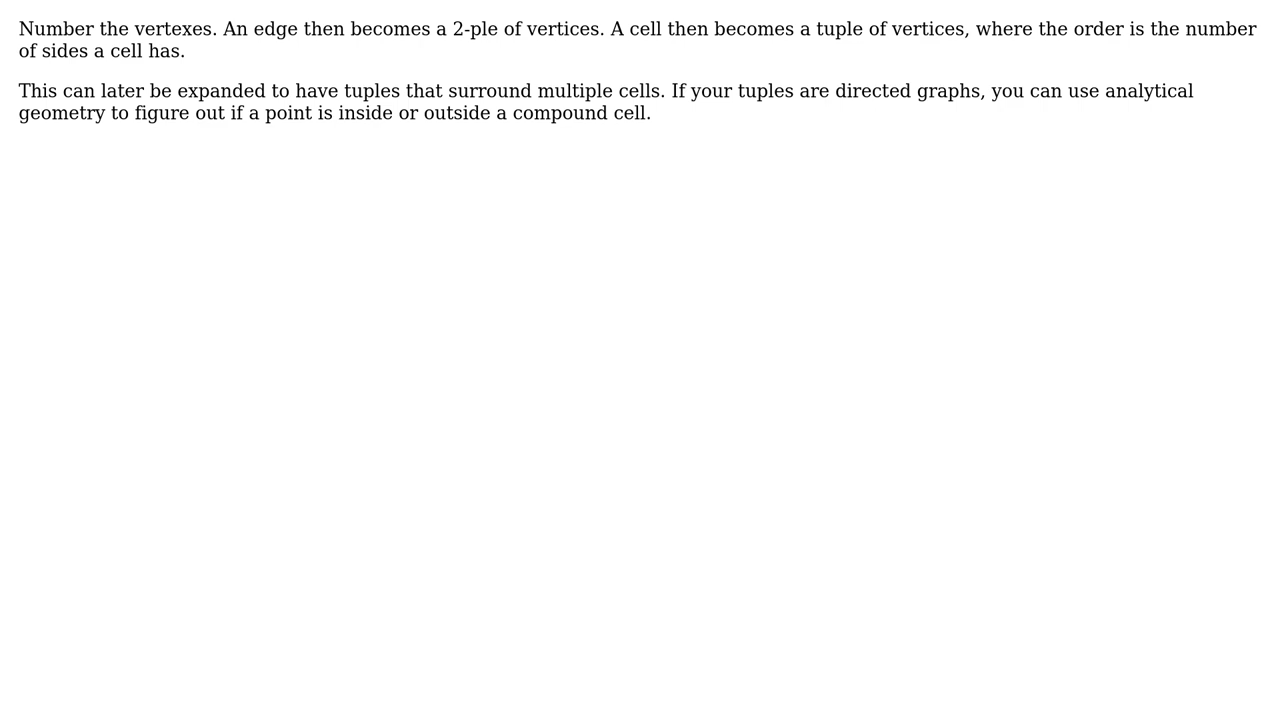 Number the vertexes. An edge then becomes a 2-ple of vertices. A cell then becomes a tuple of vertices, where the order is the number
of sides a cell has.
This can later be expanded to have tuples that surround multiple cells. If your tuples are directed graphs, you can use analytical
geometry to figure out if a point is inside or outside a compound cell.